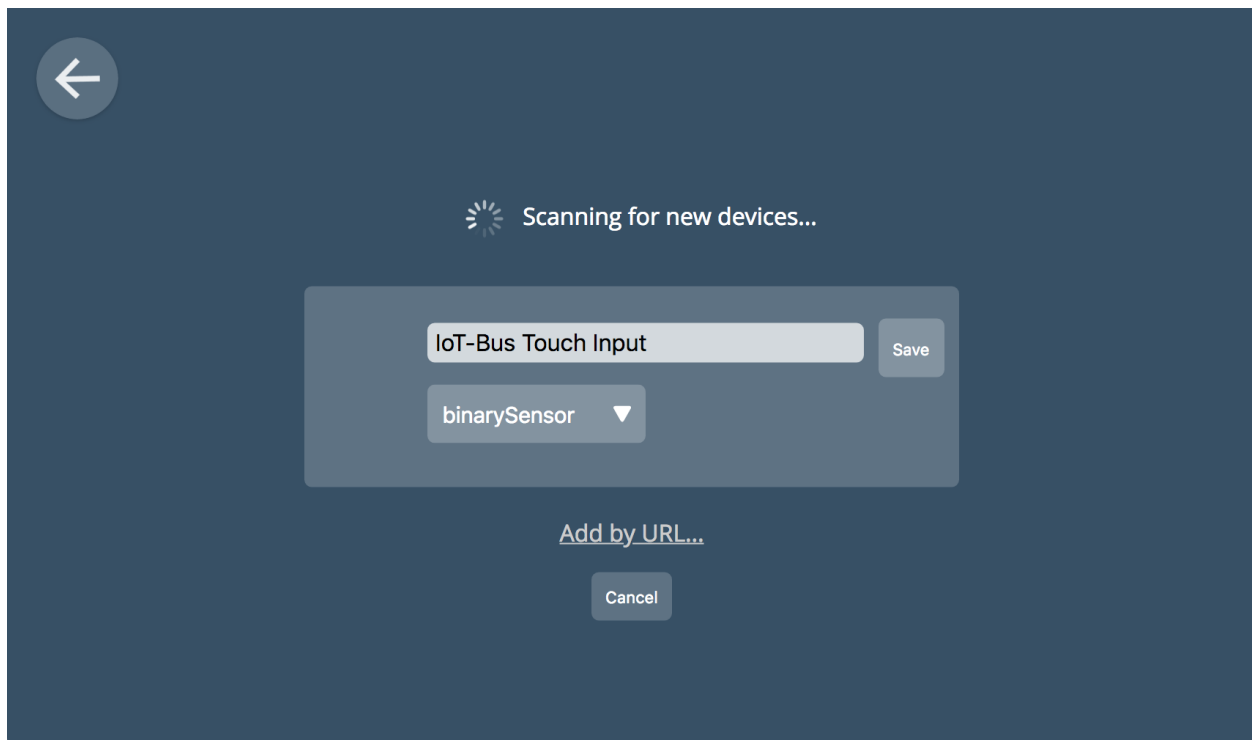 Scanning for new devices...
IoT-Bus Touch Input
Save
binarySensor
Add by URL...
Cancel